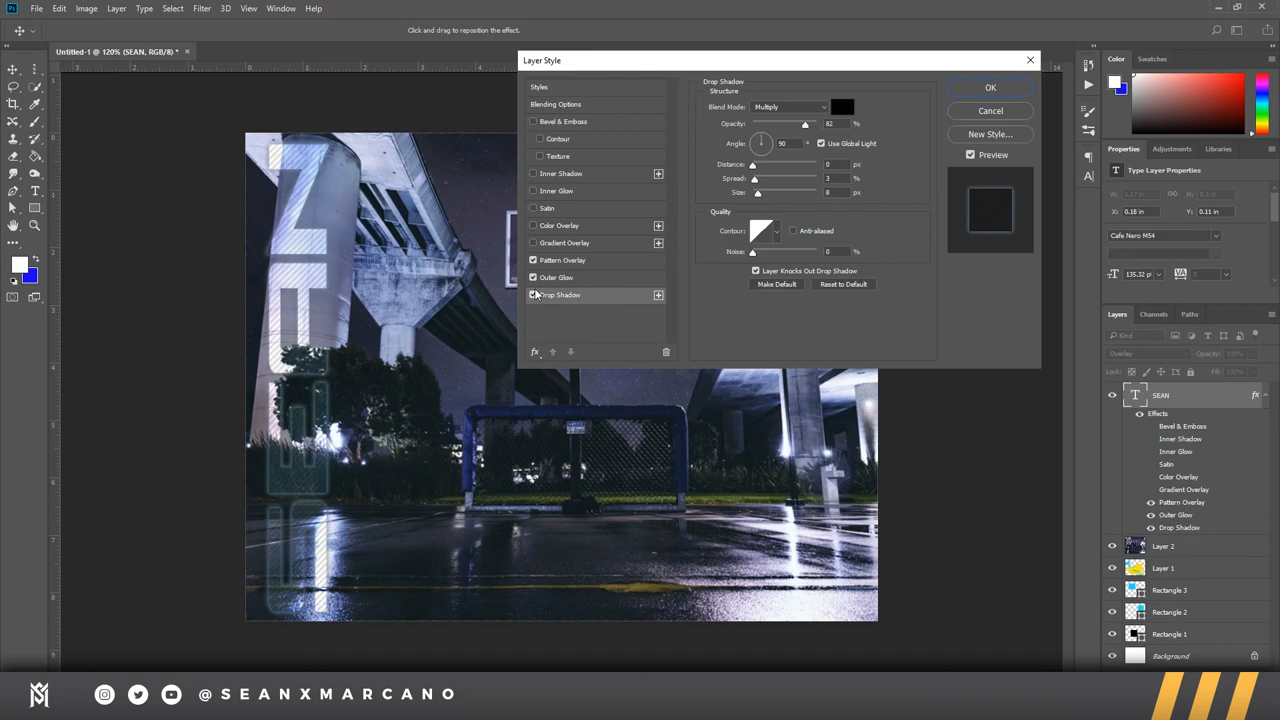 Ps File Edit Image Layer Type Select Filter 3D View Window Help
Click and drag to reposition the effect.
Untitled-1 @ 120% (SEAN, RGB/8) *
Layer Style
Styles
Blending Options
Bevel & Emboss
Contour
Texture
Inner Shadow
Inner Glow
Satin
Color Overlay
Gradient Overlay
Pattern Overlay
Outer Glow
Drop Shadow
fx
Drop Shadow
Structure
Blend Mode: Multiply
Opacity: 82 %
Angle: 90 ° Use Global Light
Distance: 0 px
Spread: 3 %
Size: 8 px
Quality
Contour: Anti-aliased
Noise: 0 %
Layer Knocks Out Drop Shadow
Make Default Reset to Default
OK
Cancel
New Style...
Preview
Color Swatches
Properties Adjustments Libraries
T Type Layer Properties
W: H:
X: 0.18 in Y: 0.11 in
Cafe Nero M54
135.32 pt
Layers Channels Paths
Kind
Overlay Opacity: 100%
Lock: Fill: 100%
T SEAN fx
Effects
Bevel & Emboss
Inner Shadow
Inner Glow
Satin
Color Overlay
Gradient Overlay
Pattern Overlay
Outer Glow
Drop Shadow
Layer 2
Layer 1
Rectangle 3
Rectangle 2
Rectangle 1
Background
SEAN
@SEANXMARCANO